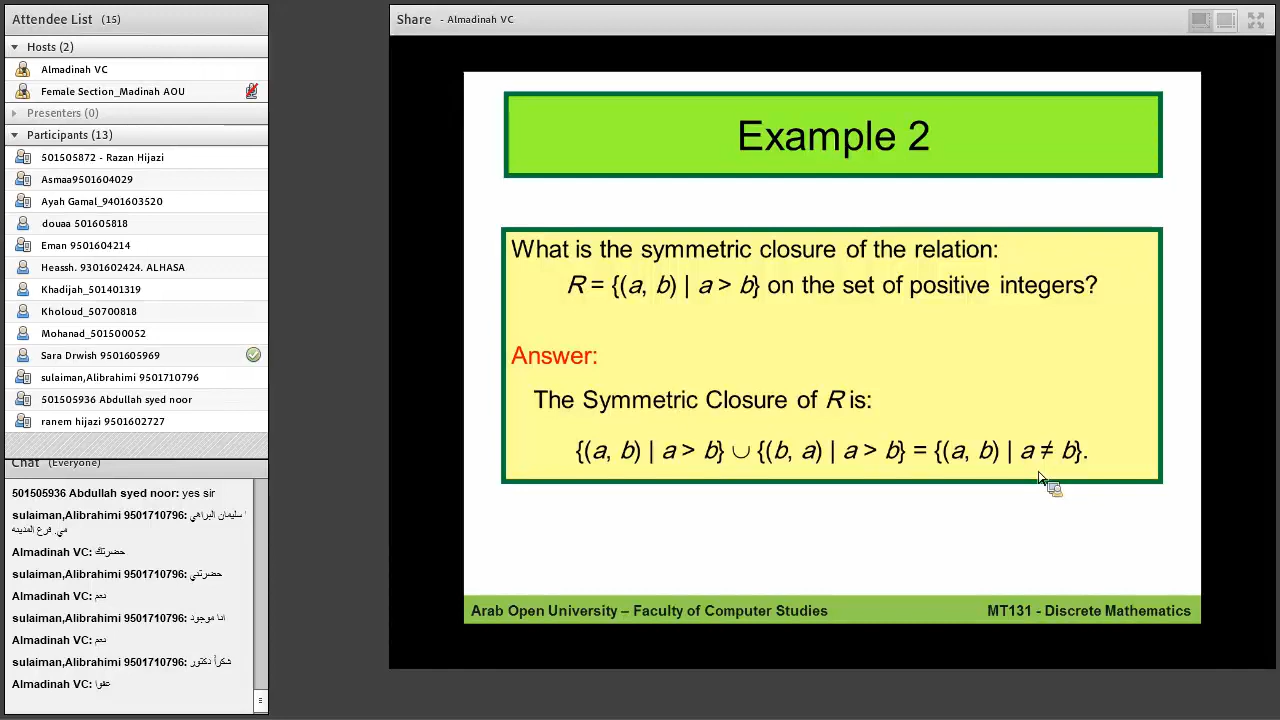 Attendee List (15)
Hosts (2)
Almadinah VC
Female Section_Madinah AOU
Presenters (0)
Participants (13)
501505872 - Razan Hijazi
Asmaa9501604029
Ayah Gamal_9401603520
douaa 501605818
Eman 9501604214
Heassh. 9301602424. ALHASA
Khadijah_501401319
Kholoud_50700818
Mohanad_501500052
Sara Drwish 9501605969
sulaiman,Alibrahimi 9501710796
501505936 Abdullah syed noor
ranem hijazi 9501602727
Chat (Everyone)
501505936 Abdullah syed noor: yes sir
sulaiman,Alibrahimi 9501710796: سليمان البراهي
مي. فرع المدينه
Almadinah VC: حضرتك
sulaiman,Alibrahimi 9501710796: حضرتني
Almadinah VC: نعم
sulaiman,Alibrahimi 9501710796: انا موجود
Almadinah VC: نعم
sulaiman,Alibrahimi 9501710796: شكراً دكتور
Almadinah VC: عفوا
Share - Almadinah VC
Example 2
What is the symmetric closure of the relation:
R = {(a, b) | a > b} on the set of positive integers?
Answer:
The Symmetric Closure of R is:
{(a, b) | a > b} ∪ {(b, a) | a > b} = {(a, b) | a ≠ b}.
Arab Open University – Faculty of Computer Studies
MT131 - Discrete Mathematics